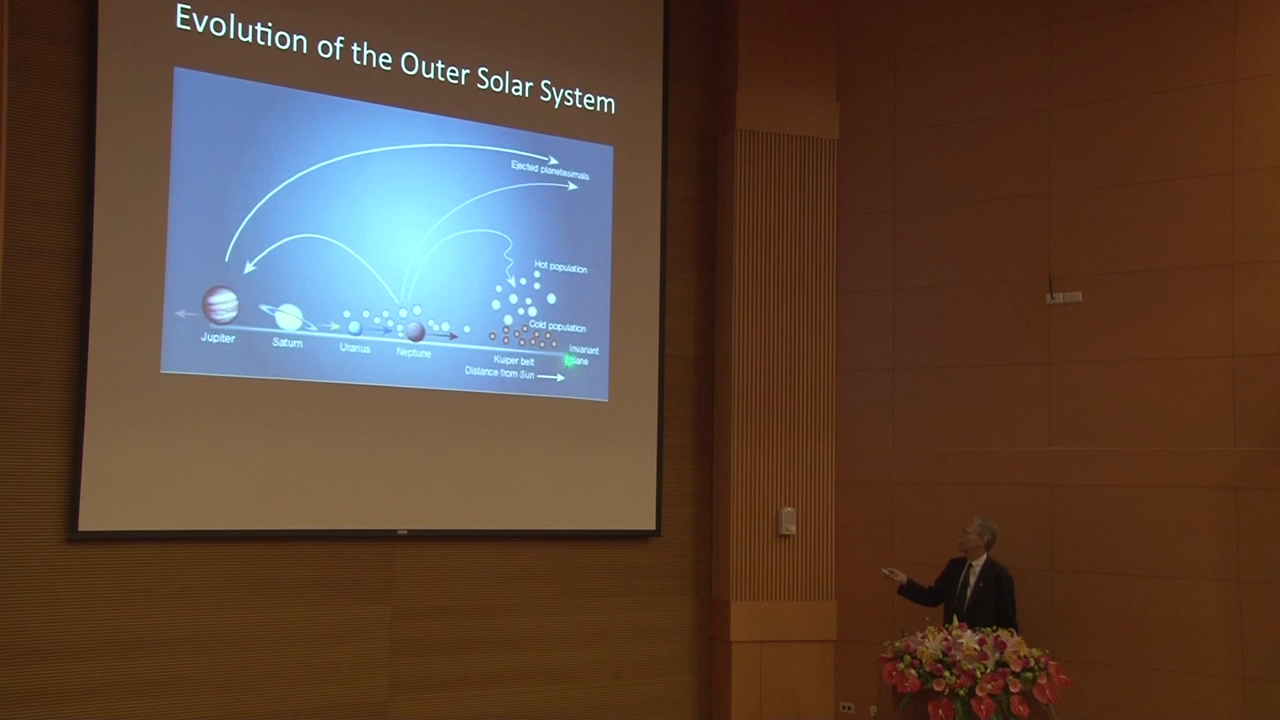 Evolution of the Outer Solar System
Ejected planetesimals
Hot population
Cold population
Jupiter
Saturn
Uranus
Neptune
Kuiper belt
Invariant
plane
Distance from Sun